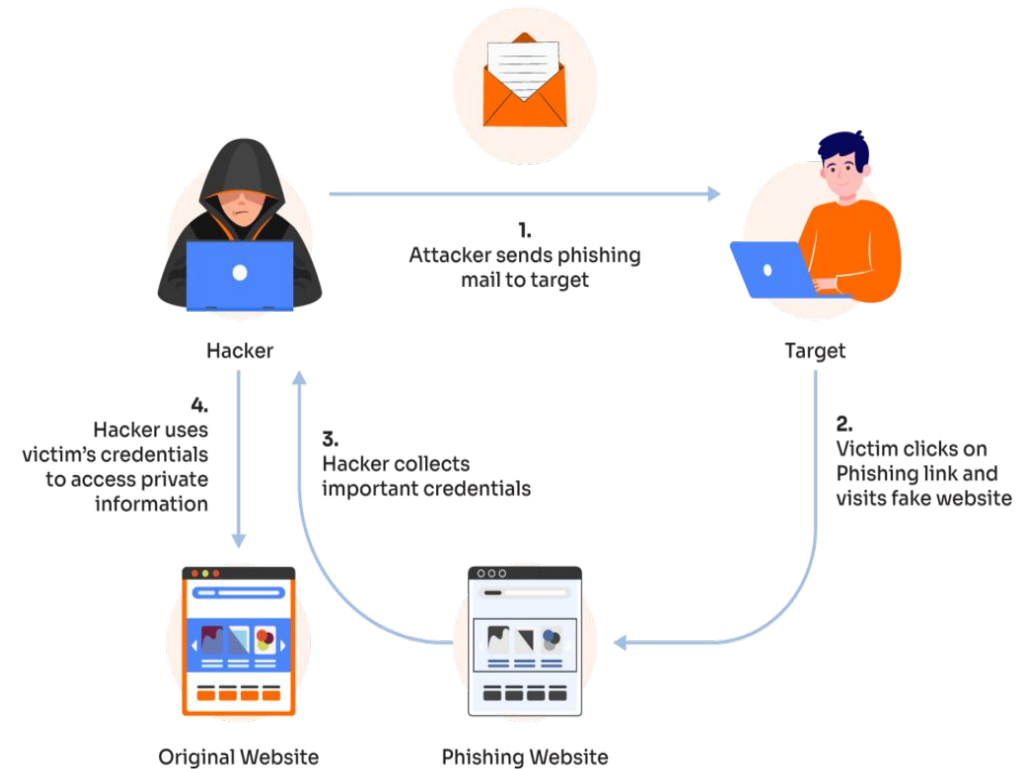 1.
Attacker sends phishing
mail to target
Hacker
Target
4.
Hacker uses
victim's credentials
to access private
information
3.
Hacker collects
important credentials
2.
Victim clicks on
Phishing link and
visits fake website
Original Website
Phishing Website